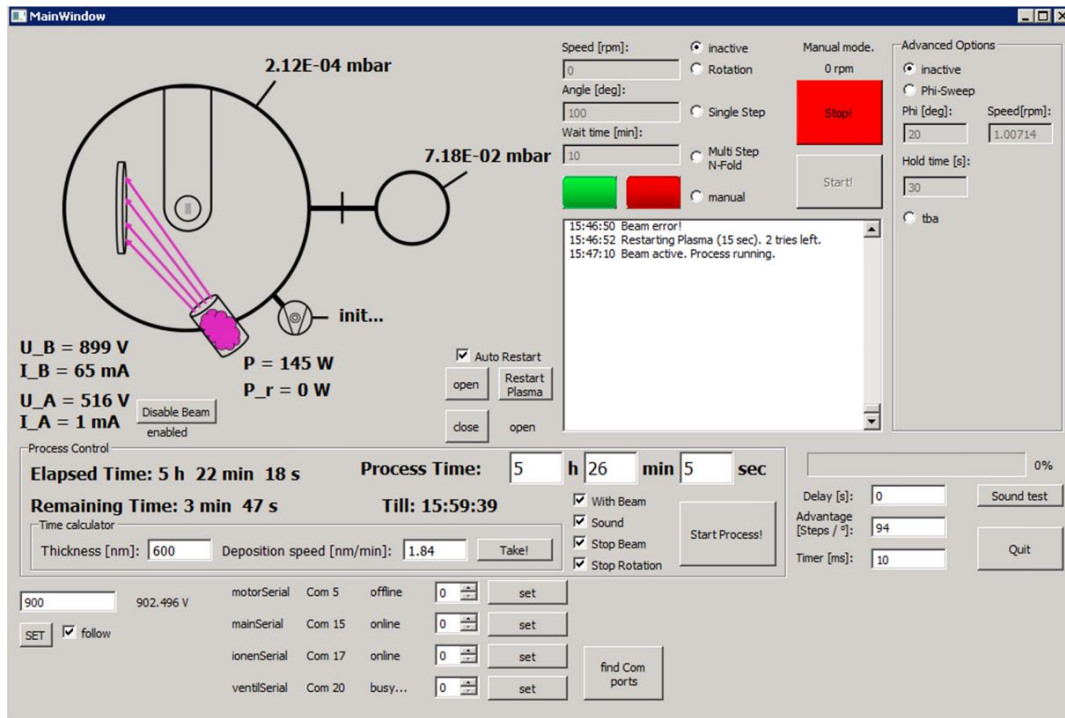 MainWindow
2.12E-04 mbar
7.18E-02 mbar
init...
U_B = 899 V
I_B = 65 mA
U_A = 516 V
I_A = 1 mA
P = 145 W
P_r = 0 W
Disable Beam
enabled
Auto Restart
open
Restart
Plasma
close
open
Speed [rpm]:
0
Angle [deg]:
100
Wait time [min]:
10
inactive
Rotation
Single Step
Multi Step
N-Fold
manual
Manual mode.
0 rpm
Stop!
Start!
Advanced Options
inactive
Phi-Sweep
Phi [deg]: Speed[rpm]:
20 1.00714
Hold time [s]:
30
tba
15:46:50 Beam error!
15:46:52 Restarting Plasma (15 sec). 2 tries left.
15:47:10 Beam active. Process running.
Process Control
Elapsed Time: 5 h 22 min 18 s
Process Time: 5 h 26 min 5 sec
Remaining Time: 3 min 47 s
Till: 15:59:39
Time calculator
Thickness [nm]: 600 Deposition speed [nm/min]: 1.84 Take!
With Beam
Sound
Stop Beam
Stop Rotation
Start Process!
0%
Delay [s]: 0
Advantage
[Steps / °]: 94
Timer [ms]: 10
Sound test
Quit
900 902.496 V
SET follow
motorSerial Com 5 offline 0 set
mainSerial Com 15 online 0 set
ionenSerial Com 17 online 0 set
ventilSerial Com 20 busy... 0 set
find Com
ports